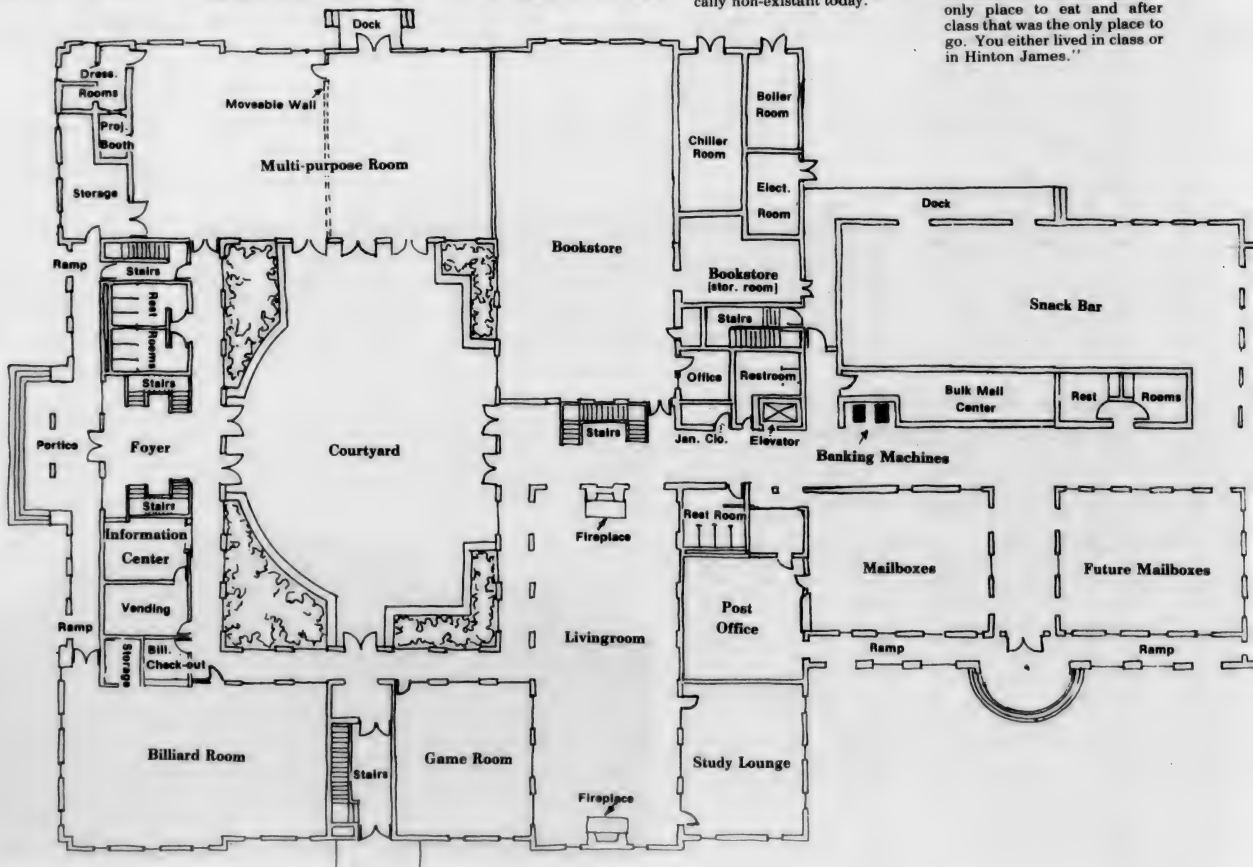 cally non-existant today.
only place to eat and after
class that was the only place to
go. You either lived in class or
in Hinton James."
Dock
Dress.
Rooms
Moveable Wall
Proj.
Booth
Multi-purpose Room
Storage
Chiller
Room
Boiler
Room
Elect.
Room
Dock
Bookstore
Ramp
Stairs
Bookstore
[stor. room]
Snack Bar
Rest
Rooms
Stairs
Stairs
Office
Restroom
Bulk Mail
Center
Rest
Rooms
Portico
Foyer
Courtyard
Stairs
Jan. Clo.
Elevator
Banking Machines
Stairs
Information
Center
Fireplace
Rest Room
Vending
Mailboxes
Future Mailboxes
Post
Office
Ramp
Livingroom
Bill.
Check-out
Storage
Ramp
Ramp
Billiard Room
Stairs
Game Room
Study Lounge
Fireplace